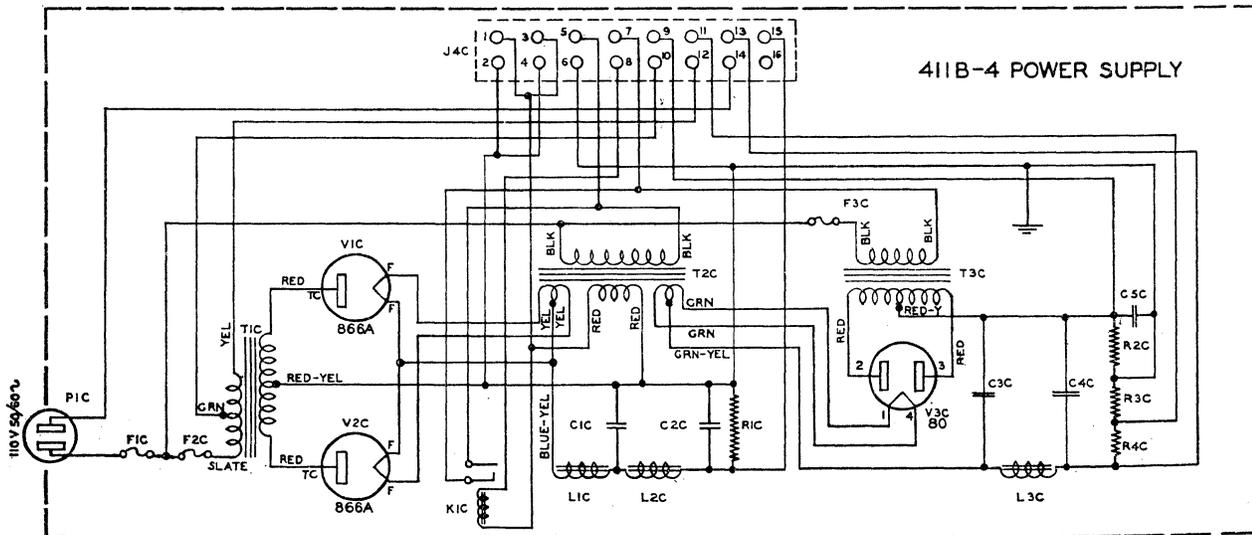 1 3 5 7 9 11 13 15
J4C
2 4 6 8 10 12 14 16
411B-4 POWER SUPPLY
F3C
BLK BLK
BLK BLK
V1C
F
T2C
T3C
RED
TC
F
866A
YEL
T1C
YEL YEL
RED RED
GRN
GRN
GRN-YEL
RED-Y
C5C
RED RED
R2C
2 3
RED-YEL
V2C
BLUE-YEL
C1C
C2C
R1C
1 4
V3C
80
C3C
C4C
R3C
R4C
110V 50/60~
P1C
GRN
F1C
F2C
SLATE
RED
TC
F
F
866A
K1C
L1C
L2C
L3C